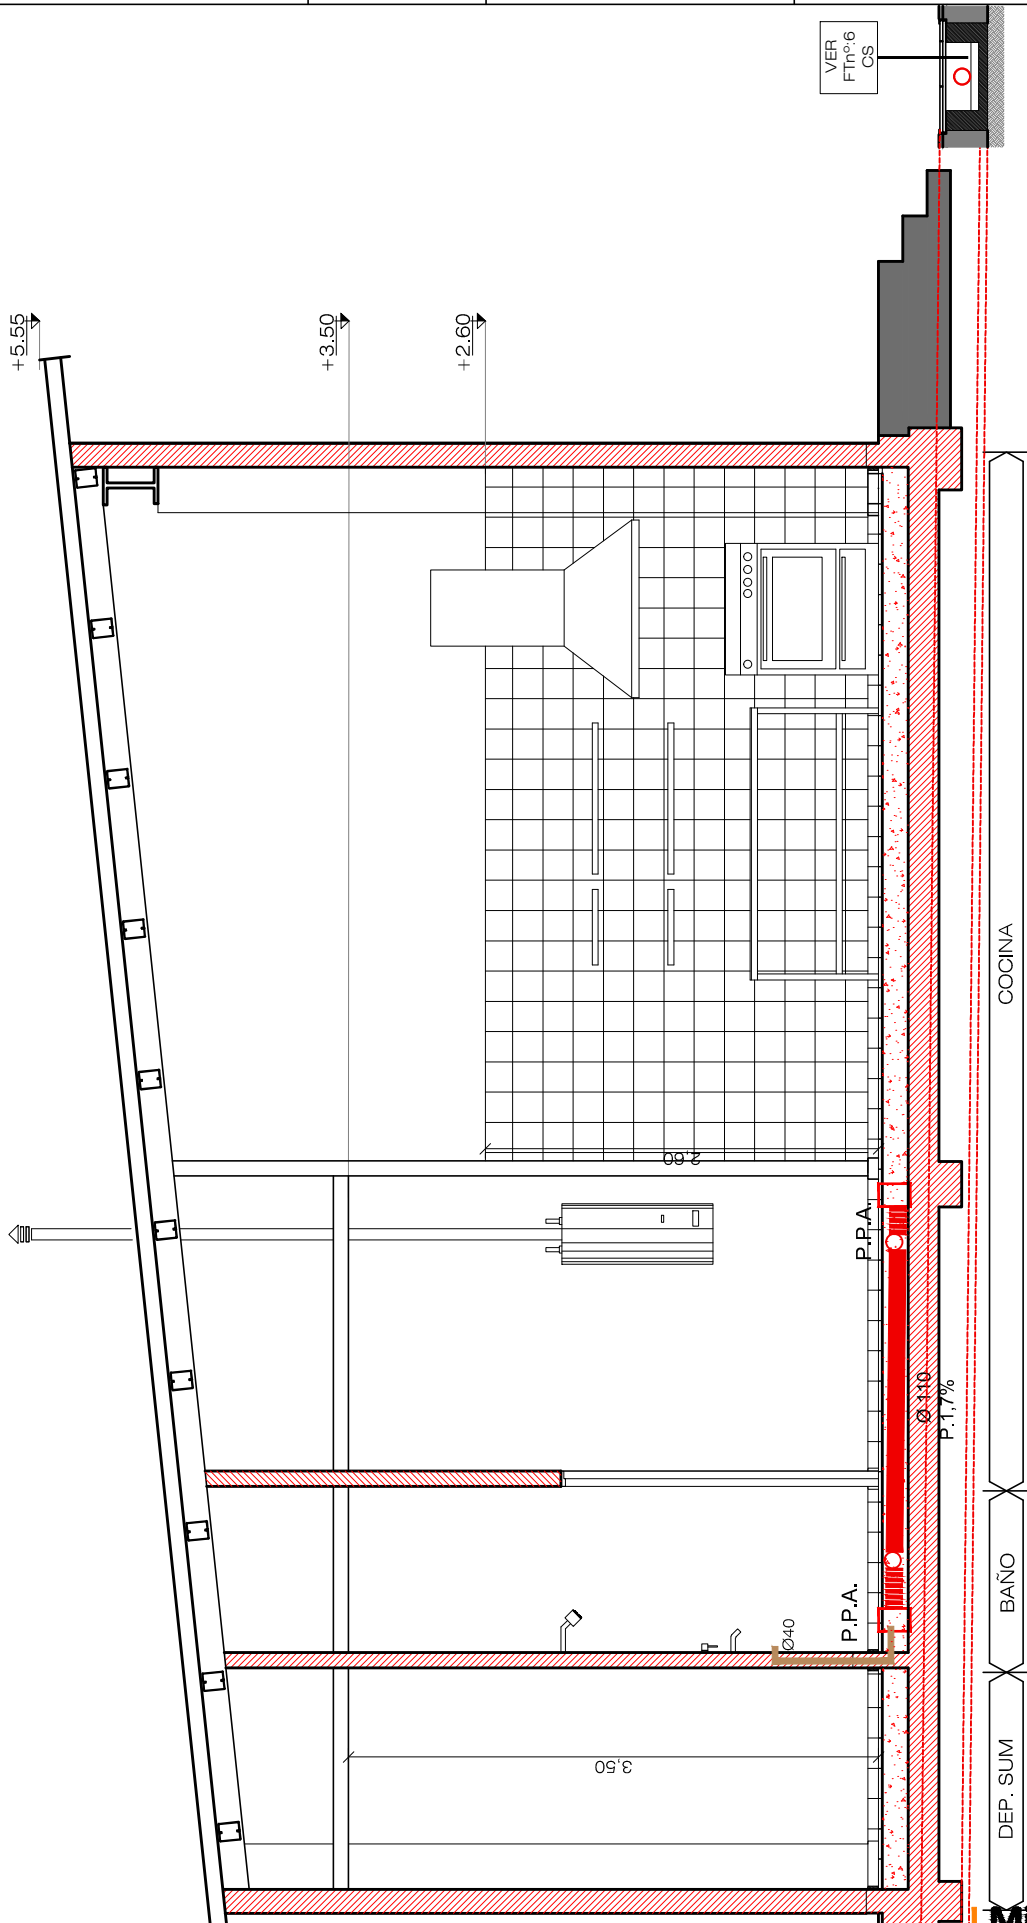 VER
FTnº:6
CS
+5.55
+3.50
+2.60
2,60
P.P.A.
Ø 110
P.1,7%
P.P.A.
Ø40
3,50
COCINA
BAÑO
DEP. SUM